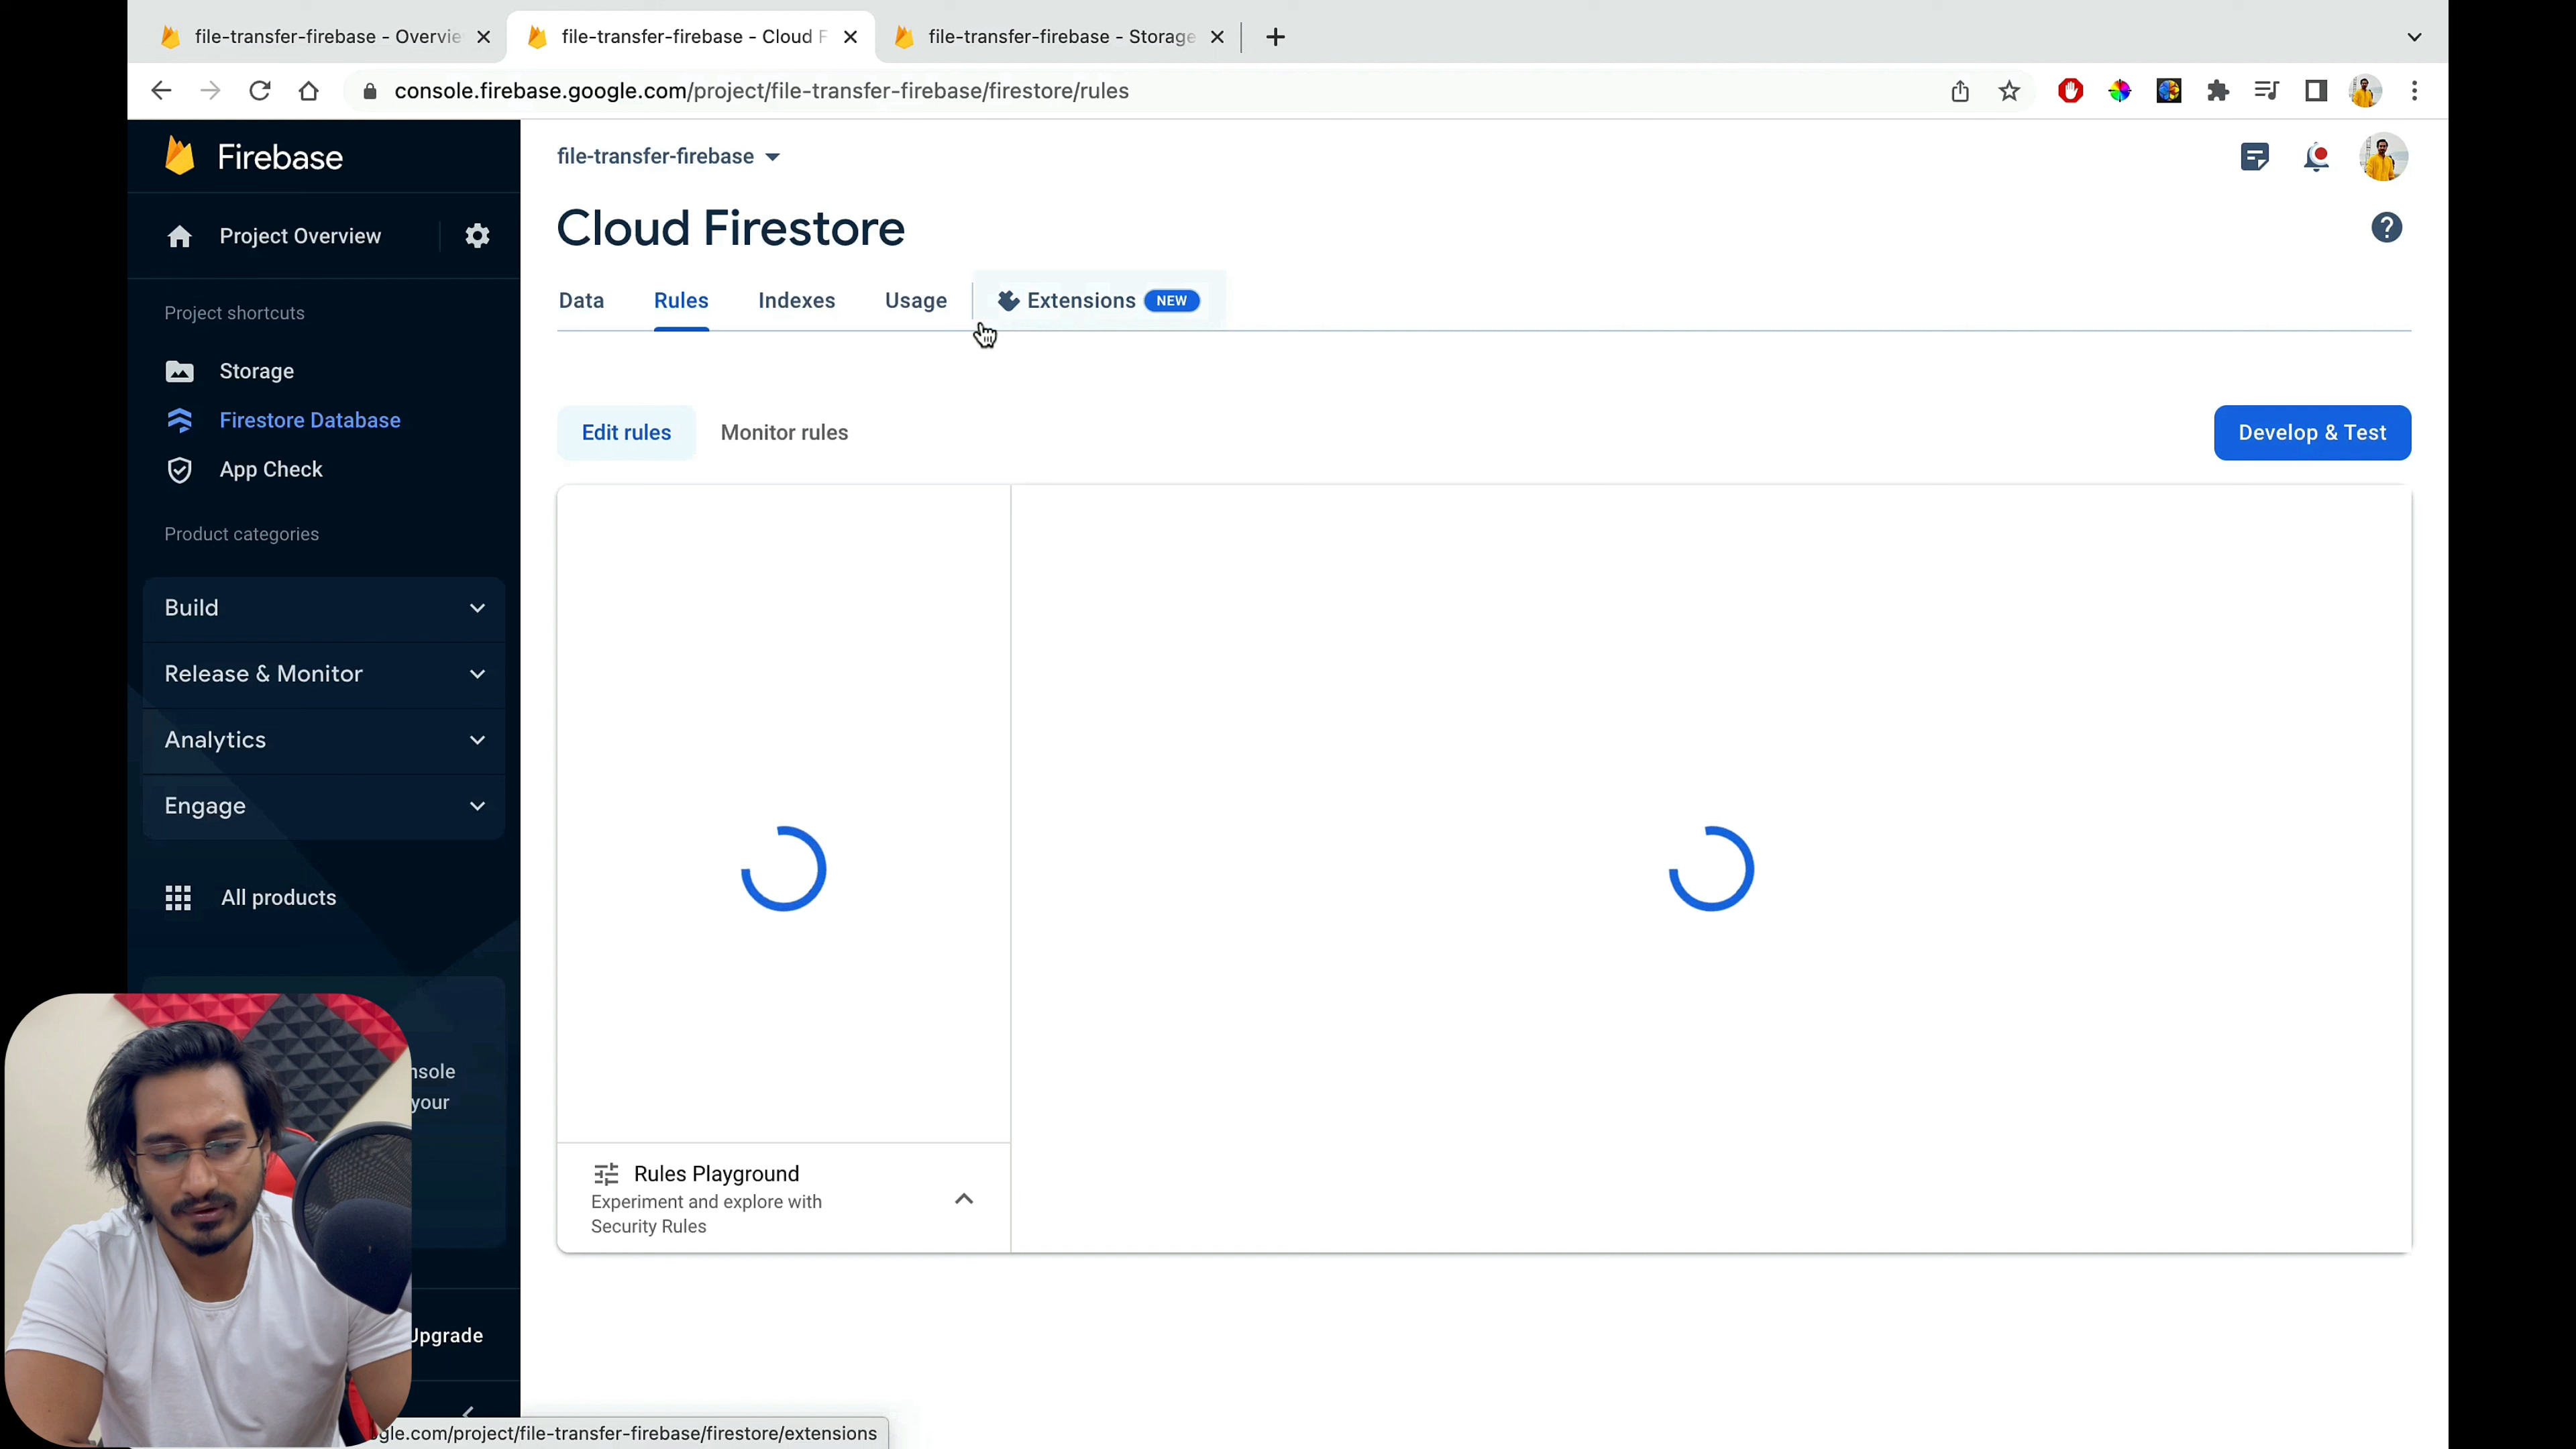 file-transfer-firebase - Overvie
file-transfer-firebase - Cloud F
file-transfer-firebase - Storage
console.firebase.google.com/project/file-transfer-firebase/firestore/rules
Firebase
Project Overview
Project shortcuts
Storage
Firestore Database
App Check
Product categories
Build
Release & Monitor
Analytics
Engage
All products
nsole
your
Upgrade
file-transfer-firebase
Cloud Firestore
Data
Rules
Indexes
Usage
Extensions NEW
Edit rules
Monitor rules
Develop & Test
Rules Playground
Experiment and explore with
Security Rules
gle.com/project/file-transfer-firebase/firestore/extensions